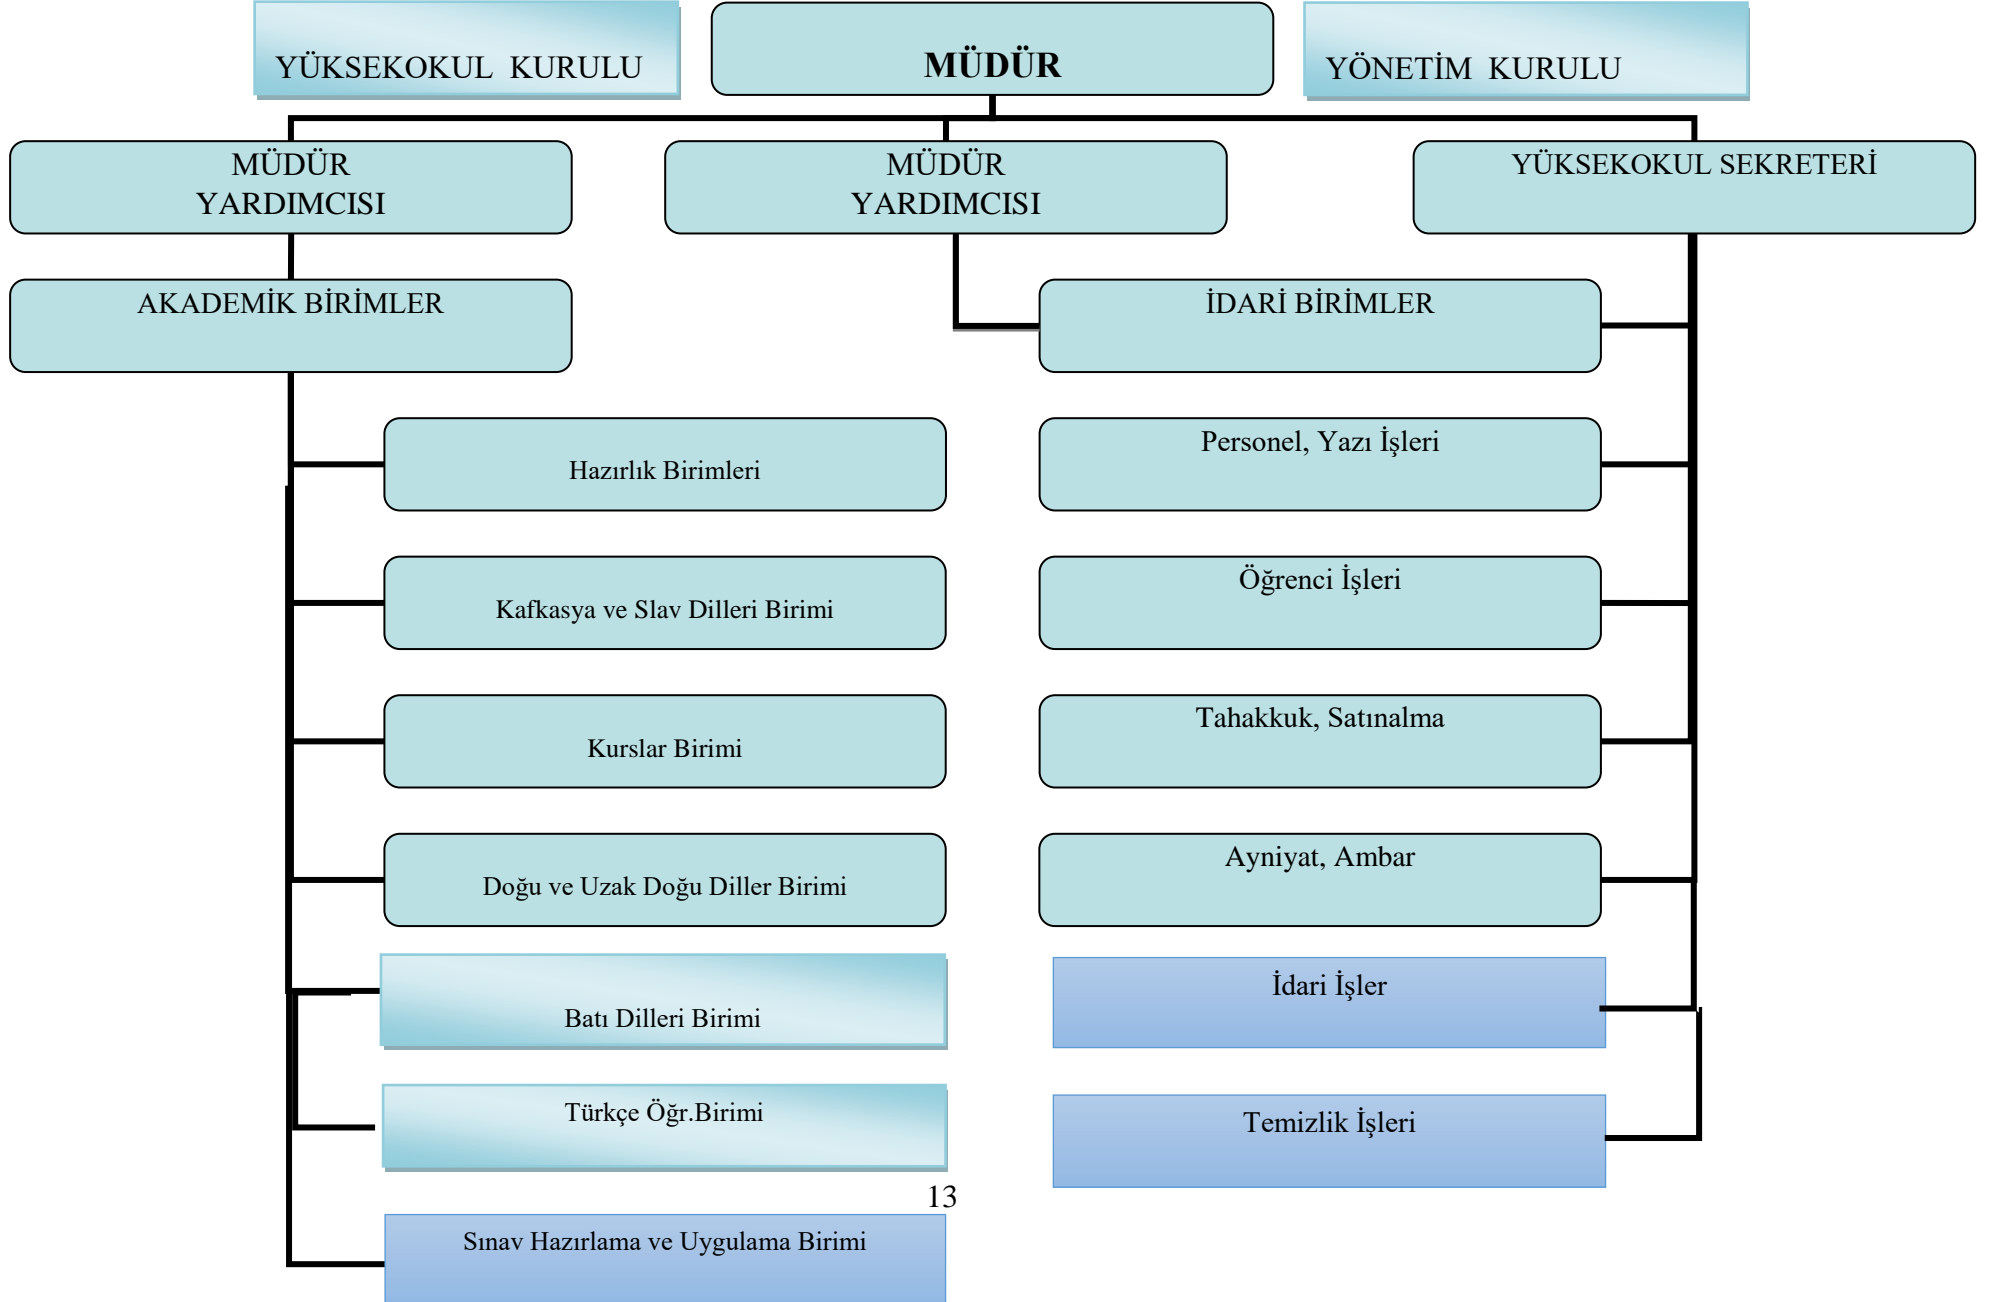 YÜKSEKOKUL KURULU
MÜDÜR
YÖNETİM KURULU
MÜDÜR
YARDIMCISI
MÜDÜR
YARDIMCISI
YÜKSEKOKUL SEKRETERİ
AKADEMİK BİRİMLER
İDARİ BİRİMLER
Hazırlık Birimleri
Personel, Yazı İşleri
Kafkasya ve Slav Dilleri Birimi
Öğrenci İşleri
Kurslar Birimi
Tahakkuk, Satınalma
Doğu ve Uzak Doğu Diller Birimi
Ayniyat, Ambar
Batı Dilleri Birimi
İdari İşler
Türkçe Öğr.Birimi
Temizlik İşleri
13
Sınav Hazırlama ve Uygulama Birimi